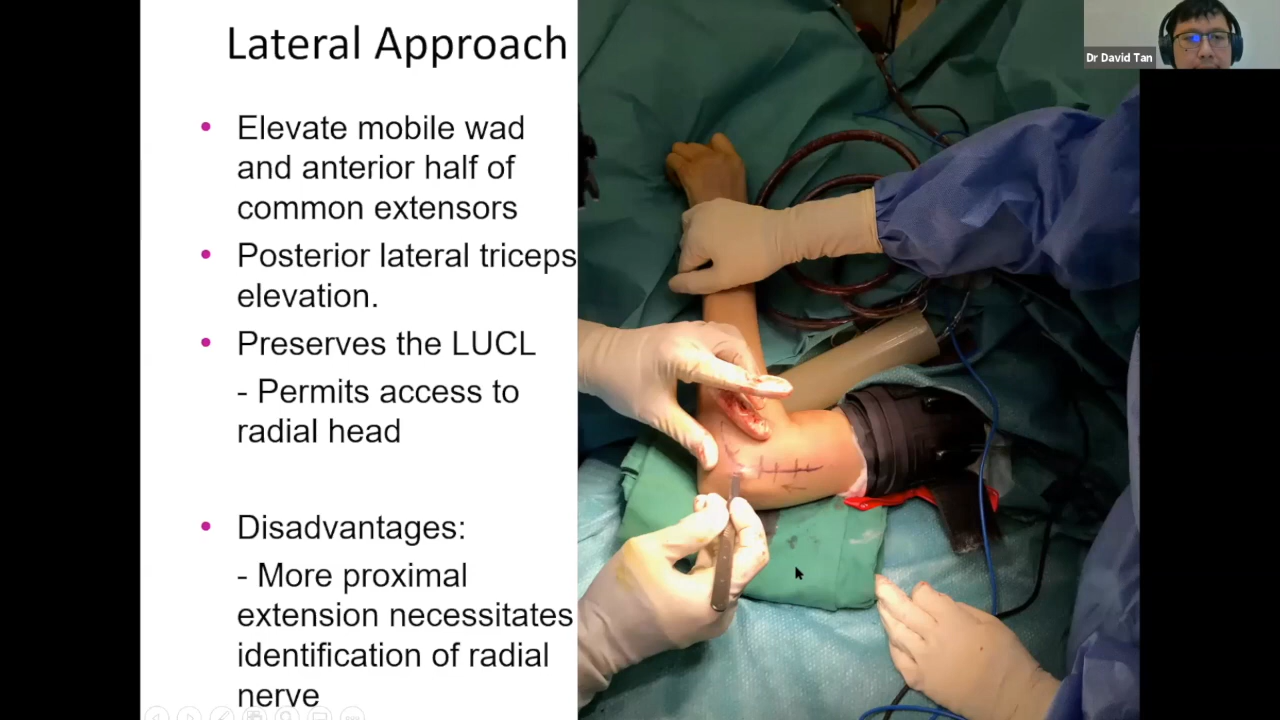 Lateral Approach
Dr David Tan
• Elevate mobile wad
and anterior half of
common extensors
• Posterior lateral triceps
elevation.
• Preserves the LUCL
- Permits access to
radial head
• Disadvantages:
- More proximal
extension necessitates
identification of radial
nerve